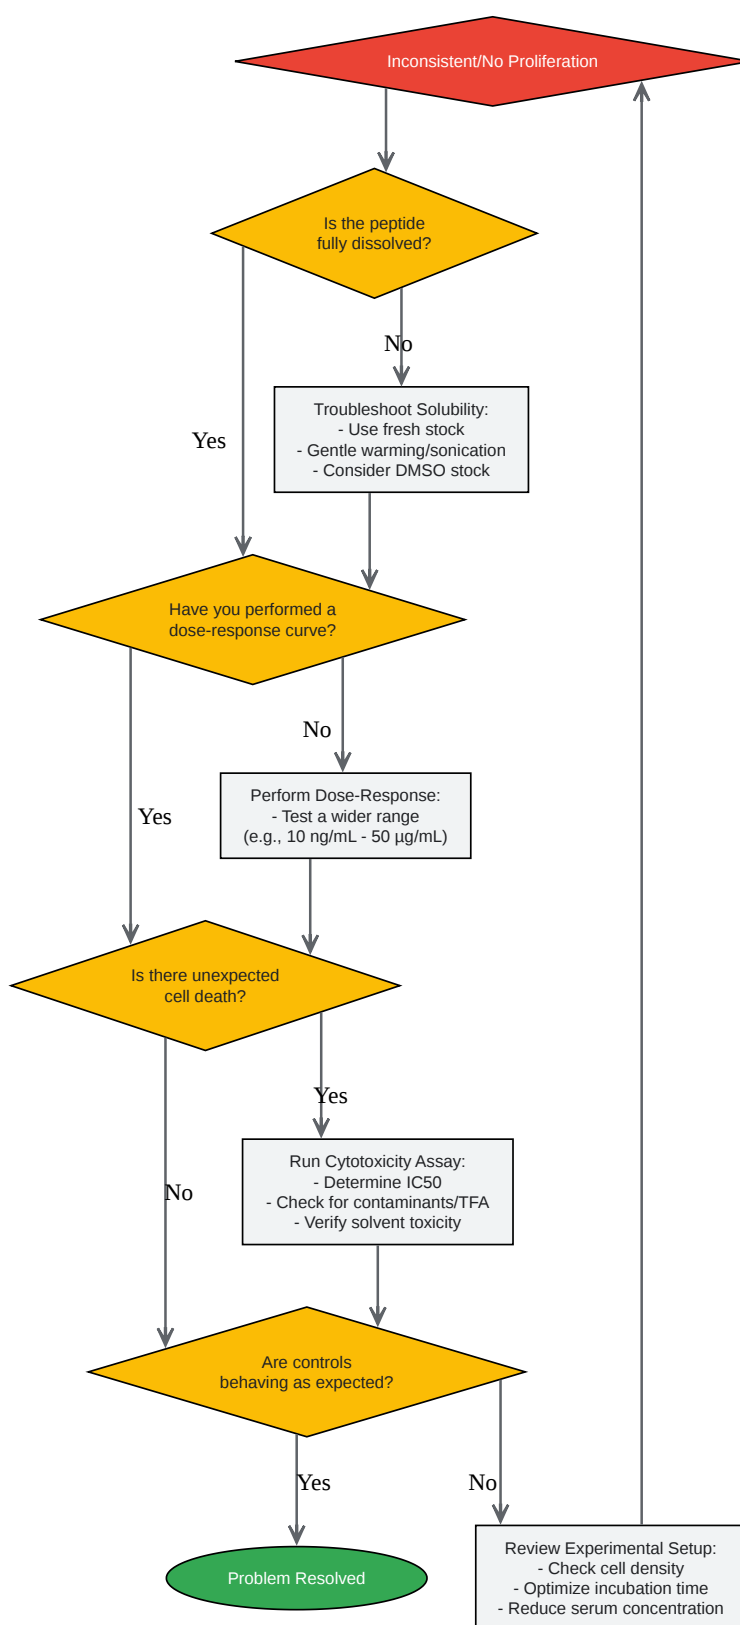 Inconsistent/No Proliferation
Is the peptide
fully dissolved?
No
Troubleshoot Solubility:
- Use fresh stock
- Gentle warming/sonication
- Consider DMSO stock
Yes
Have you performed a
dose-response curve?
No
Perform Dose-Response:
- Test a wider range
(e.g., 10 ng/mL - 50 µg/mL)
Yes
Is there unexpected
cell death?
Yes
Run Cytotoxicity Assay:
- Determine IC50
- Check for contaminants/TFA
- Verify solvent toxicity
No
Are controls
behaving as expected?
Yes
No
Problem Resolved
Review Experimental Setup:
- Check cell density
- Optimize incubation time
- Reduce serum concentration